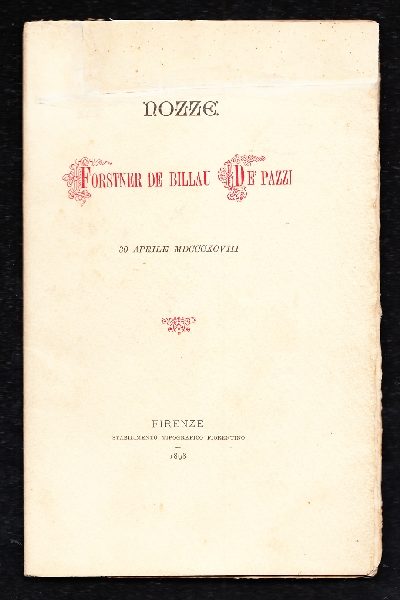 NOZZE
FORSTNER DE BILLAU DE' PAZZI
30 APRILE MDCCCXCVIII
FIRENZE
STABILIMENTO TIPOGRAFICO FIORENTINO
1898